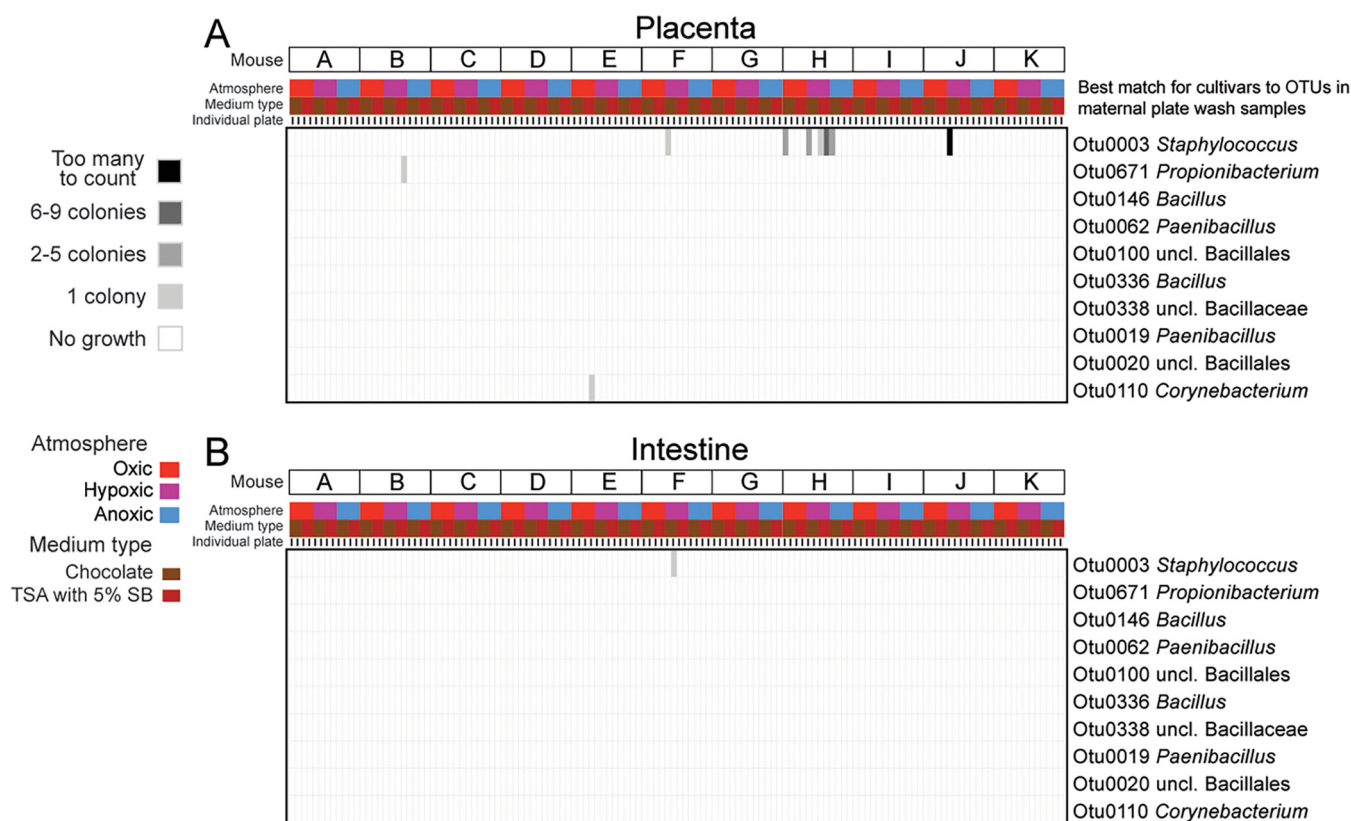 A
Placenta
Mouse
A B C D E F G H I J K
Atmosphere
Medium type
Individual plate
Best match for cultivars to OTUs in
maternal plate wash samples
Too many
to count
6-9 colonies
2-5 colonies
1 colony
No growth
Otu0003 Staphylococcus
Otu0671 Propionibacterium
Otu0146 Bacillus
Otu0062 Paenibacillus
Otu0100 uncl. Bacillales
Otu0336 Bacillus
Otu0338 uncl. Bacillaceae
Otu0019 Paenibacillus
Otu0020 uncl. Bacillales
Otu0110 Corynebacterium
Atmosphere
Oxic
Hypoxic
Anoxic
Medium type
Chocolate
TSA with 5% SB
B
Intestine
Mouse
A B C D E F G H I J K
Atmosphere
Medium type
Individual plate
Otu0003 Staphylococcus
Otu0671 Propionibacterium
Otu0146 Bacillus
Otu0062 Paenibacillus
Otu0100 uncl. Bacillales
Otu0336 Bacillus
Otu0338 uncl. Bacillaceae
Otu0019 Paenibacillus
Otu0020 uncl. Bacillales
Otu0110 Corynebacterium